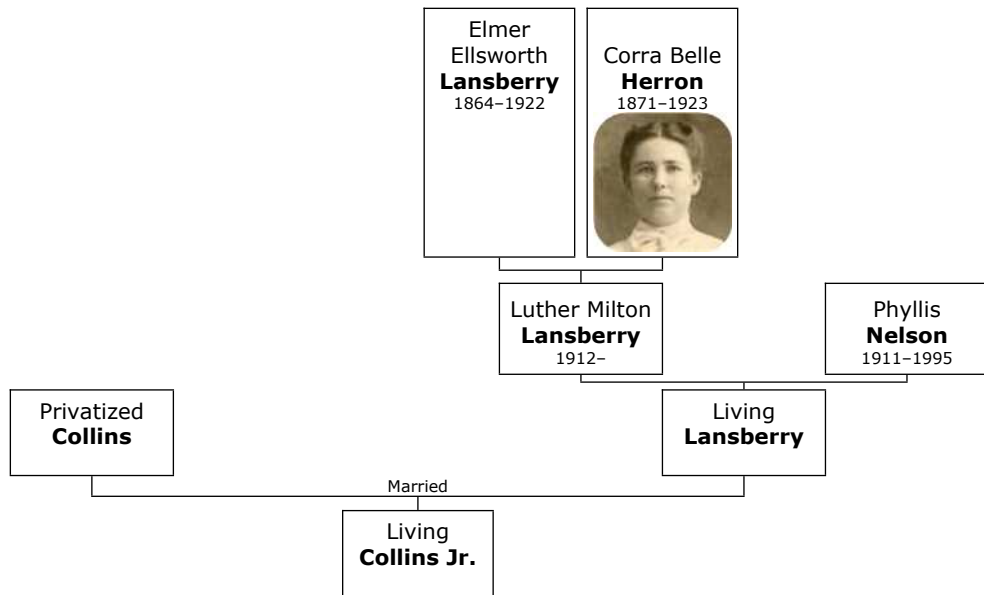 Elmer
Ellsworth
Lansberry
1864–1922
Corra Belle
Herron
1871–1923
Luther Milton
Lansberry
1912–
Phyllis
Nelson
1911–1995
Privatized
Collins
Living
Lansberry
Married
Living
Collins Jr.